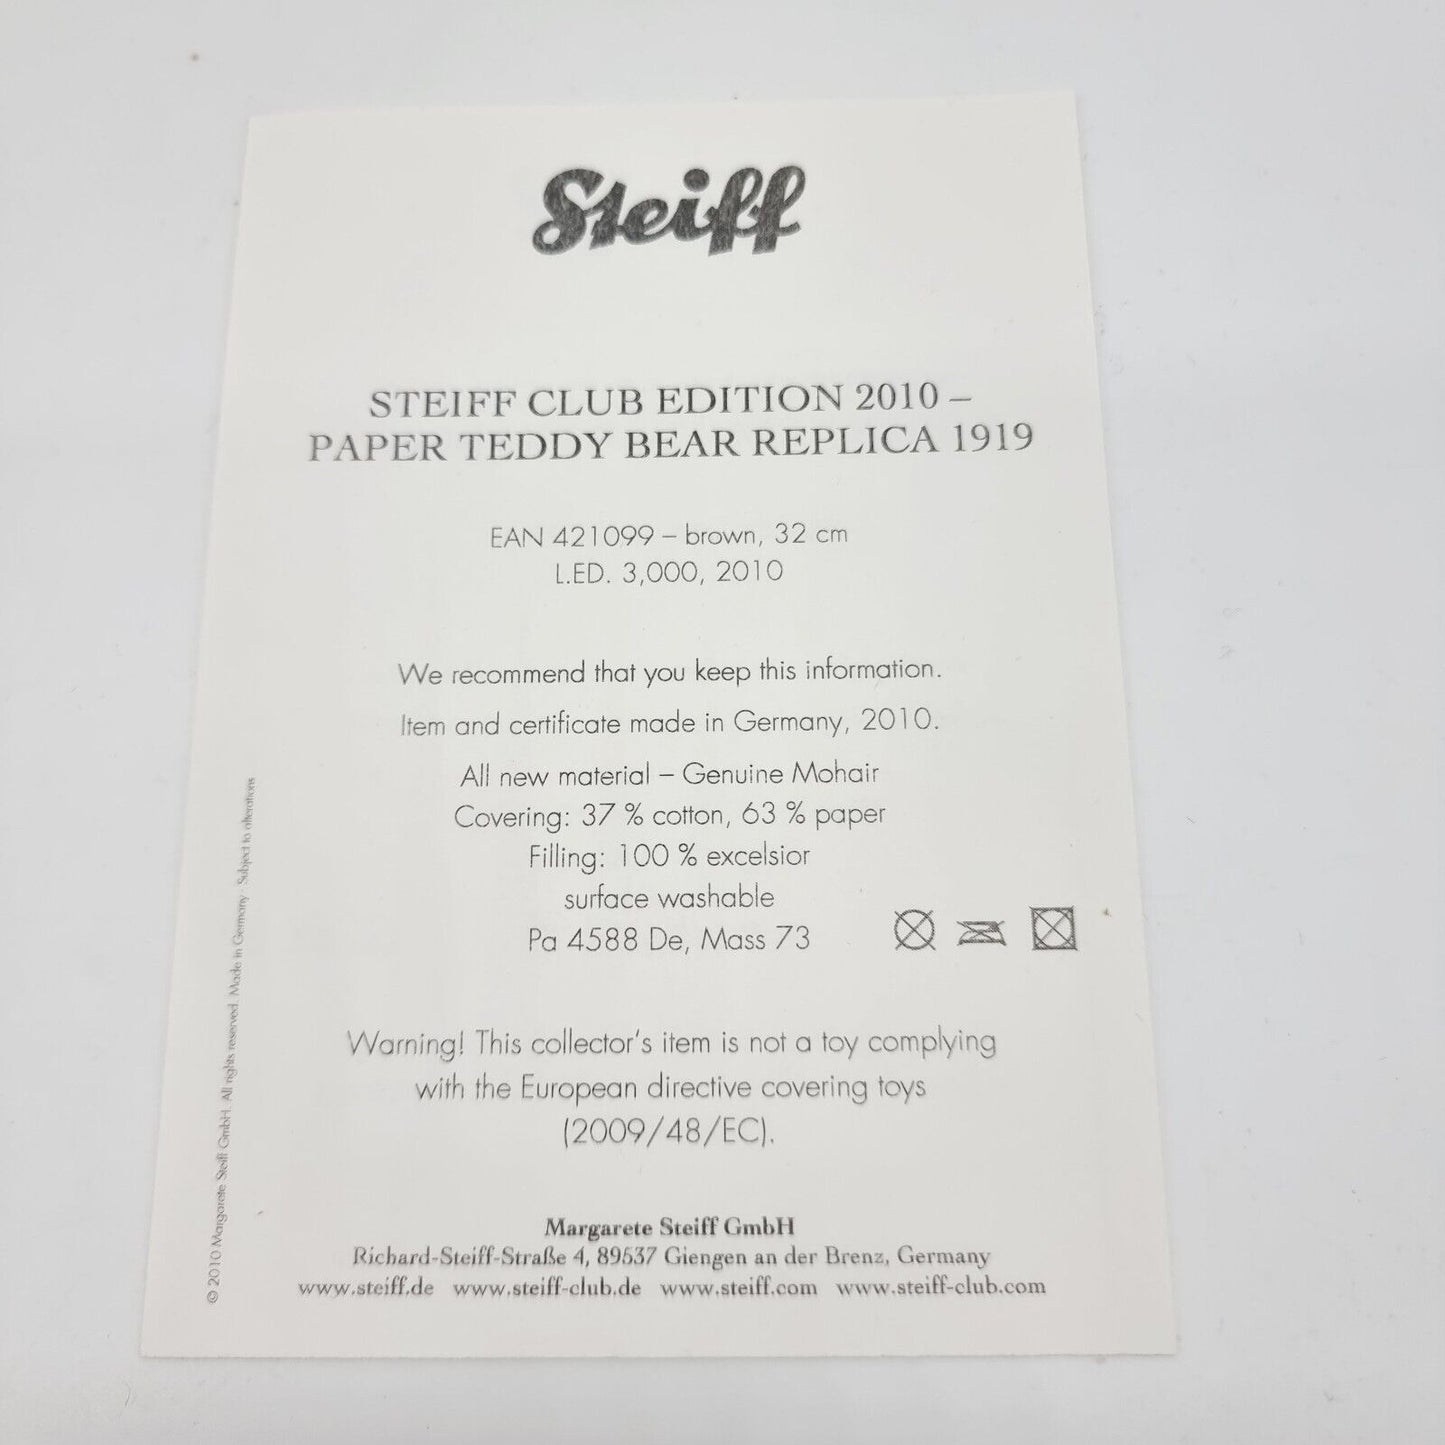 Steiff
STEIFF CLUB EDITION 2010 –
PAPER TEDDY BEAR REPLICA 1919
EAN 421099 – brown, 32 cm
L.ED. 3,000, 2010
We recommend that you keep this information.
Item and certificate made in Germany, 2010.
All new material – Genuine Mohair
Covering: 37 % cotton, 63 % paper
Filling: 100 % excelsior
surface washable
Pa 4588 De, Mass 73
Warning! This collector's item is not a toy complying
with the European directive covering toys
(2009/48/EC).
Margarete Steiff GmbH
Richard-Steiff-Straße 4, 89537 Giengen an der Brenz, Germany
www.steiff.de www.steiff-club.de www.steiff.com www.steiff-club.com
© 2010 Margarete Steiff GmbH. All rights reserved. Made in Germany · Subject to alterations